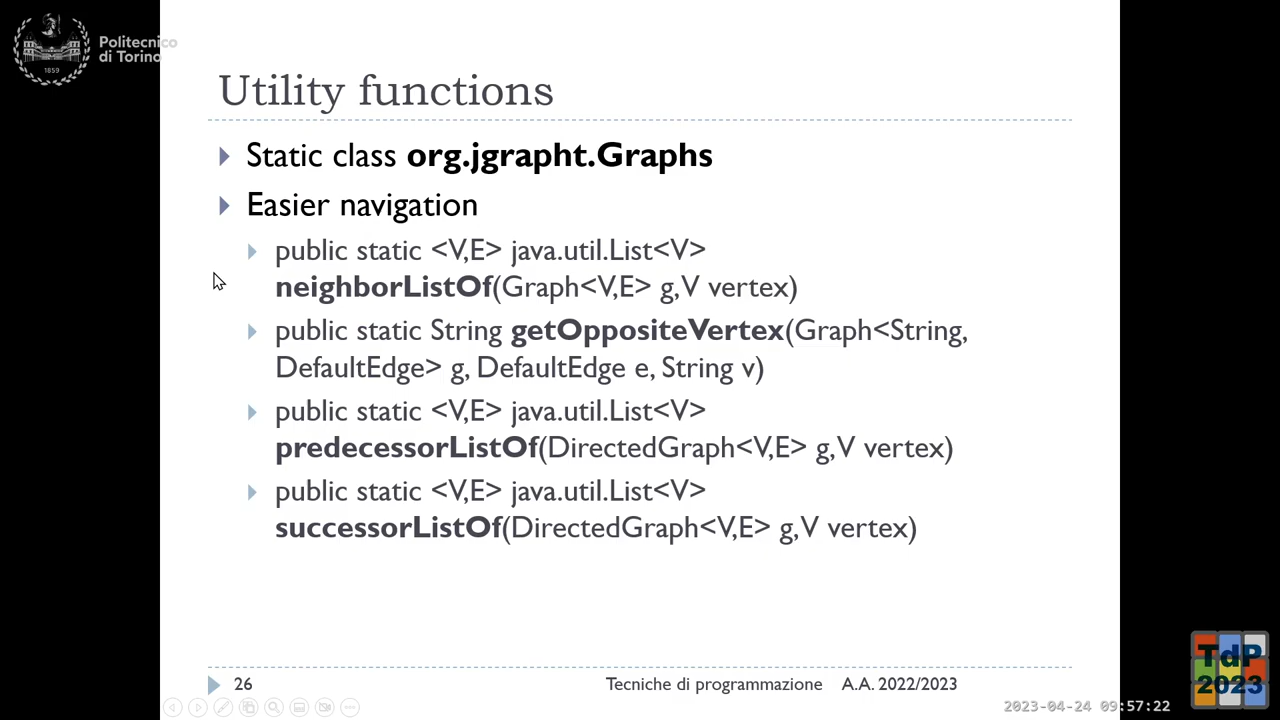 Politecnico
di Torino
1859
Utility functions
Static class org.jgrapht.Graphs
Easier navigation
public static <V,E> java.util.List<V>
neighborListOf(Graph<V,E> g,V vertex)
public static String getOppositeVertex(Graph<String,
DefaultEdge> g, DefaultEdge e, String v)
public static <V,E> java.util.List<V>
predecessorListOf(DirectedGraph<V,E> g,V vertex)
public static <V,E> java.util.List<V>
successorListOf(DirectedGraph<V,E> g,V vertex)
26
Tecniche di programmazione A.A. 2022/2023
TdP
2023
2023-04-24 09:57:22